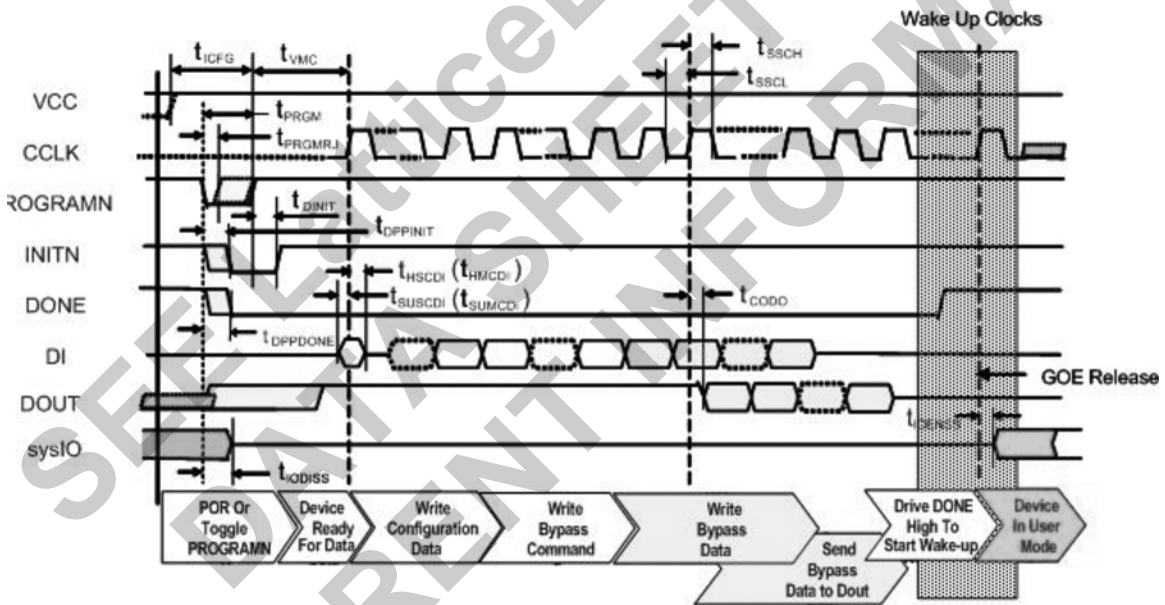 SEE Lattice
DATA SHEET
RENT INFORMA
Wake Up Clocks
tICFG
tVMC
tSSCH
tSSCL
VCC
tPRGM
tPRGMRJ
CCLK
ROGRAMN
tDINIT
tDPPINIT
INITN
tHSCDI (tHMCDI)
tSUSCDI (tSUMCDI)
tCODO
DONE
tDPPDONE
DI
GOE Release
DOUT
tIOENSS
sysIO
tIODISS
POR Or
Toggle
PROGRAMN
Device
Ready
For Data
Write
Configuration
Data
Write
Bypass
Command
Write
Bypass
Data
Send
Bypass
Data to Dout
Drive DONE
High To
Start Wake-up
Device
In User
Mode